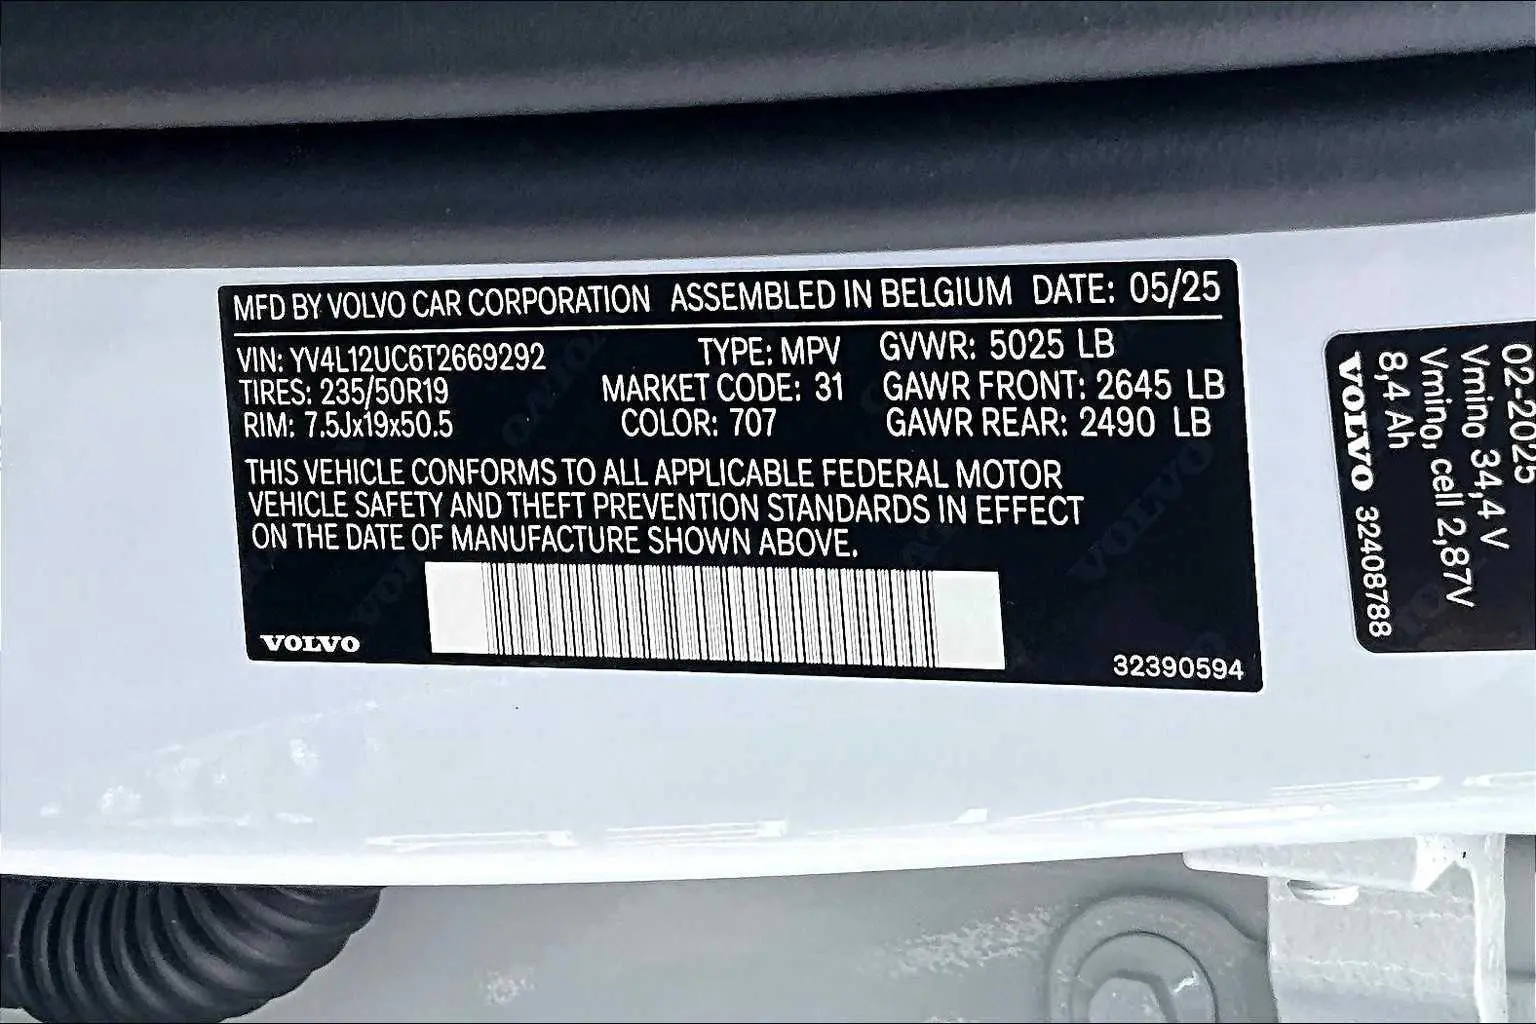 MFD BY VOLVO CAR CORPORATION ASSEMBLED IN BELGIUM DATE: 05/25
VIN: YV4L12UC6T2669292 TYPE: MPV GVWR: 5025 LB
TIRES: 235/50R19 MARKET CODE: 31 GAWR FRONT: 2645 LB
RIM: 7.5Jx19x50.5 COLOR: 707 GAWR REAR: 2490 LB
THIS VEHICLE CONFORMS TO ALL APPLICABLE FEDERAL MOTOR
VEHICLE SAFETY AND THEFT PREVENTION STANDARDS IN EFFECT
ON THE DATE OF MANUFACTURE SHOWN ABOVE.
VOLVO
32390594
02-2025
Vmino 34,4 V
Vmino, cell 2,87V
8,4 Ah
VOLVO 32408788